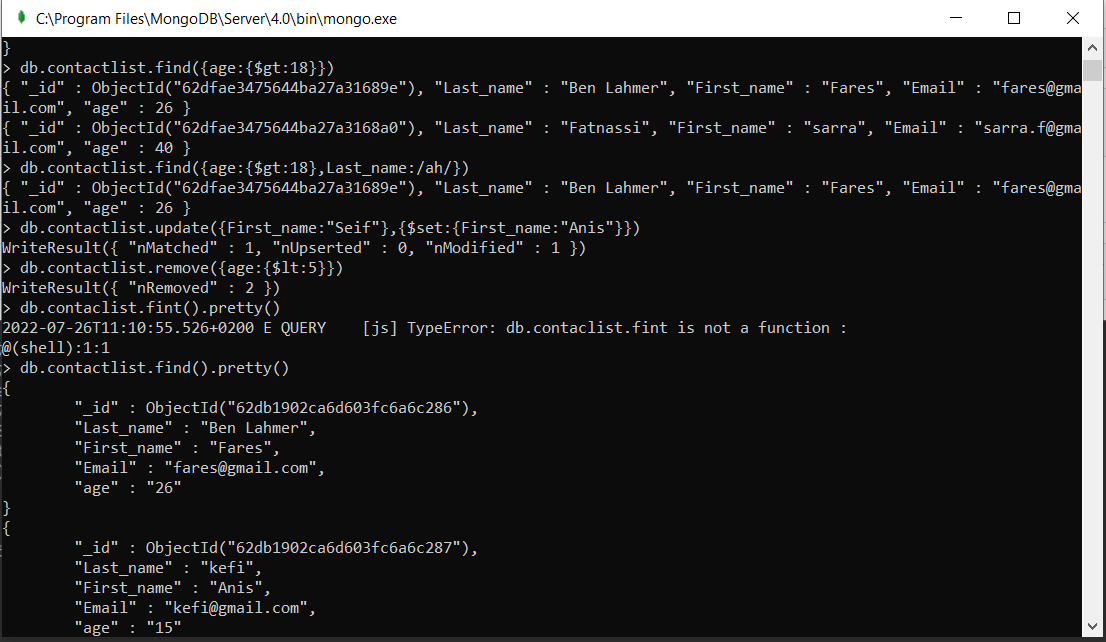 C:\Program Files\MongoDB\Server\4.0\bin\mongo.exe
}
> db.contactlist.find({age:{$gt:18}})
{ "_id" : ObjectId("62dfae3475644ba27a31689e"), "Last_name" : "Ben Lahmer", "First_name" : "Fares", "Email" : "fares@gma
il.com", "age" : 26 }
{ "_id" : ObjectId("62dfae3475644ba27a3168a0"), "Last_name" : "Fatnassi", "First_name" : "sarra", "Email" : "sarra.f@gma
il.com", "age" : 40 }
> db.contactlist.find({age:{$gt:18},Last_name:/ah/})
{ "_id" : ObjectId("62dfae3475644ba27a31689e"), "Last_name" : "Ben Lahmer", "First_name" : "Fares", "Email" : "fares@gma
il.com", "age" : 26 }
> db.contactlist.update({First_name:"Seif"},{$set:{First_name:"Anis"}})
WriteResult({ "nMatched" : 1, "nUpserted" : 0, "nModified" : 1 })
> db.contactlist.remove({age:{$lt:5}})
WriteResult({ "nRemoved" : 2 })
> db.contaclist.fint().pretty()
2022-07-26T11:10:55.526+0200 E QUERY    [js] TypeError: db.contaclist.fint is not a function :
@(shell):1:1
> db.contactlist.find().pretty()
{
        "_id" : ObjectId("62db1902ca6d603fc6a6c286"),
        "Last_name" : "Ben Lahmer",
        "First_name" : "Fares",
        "Email" : "fares@gmail.com",
        "age" : "26"
}
{
        "_id" : ObjectId("62db1902ca6d603fc6a6c287"),
        "Last_name" : "kefi",
        "First_name" : "Anis",
        "Email" : "kefi@gmail.com",
        "age" : "15"